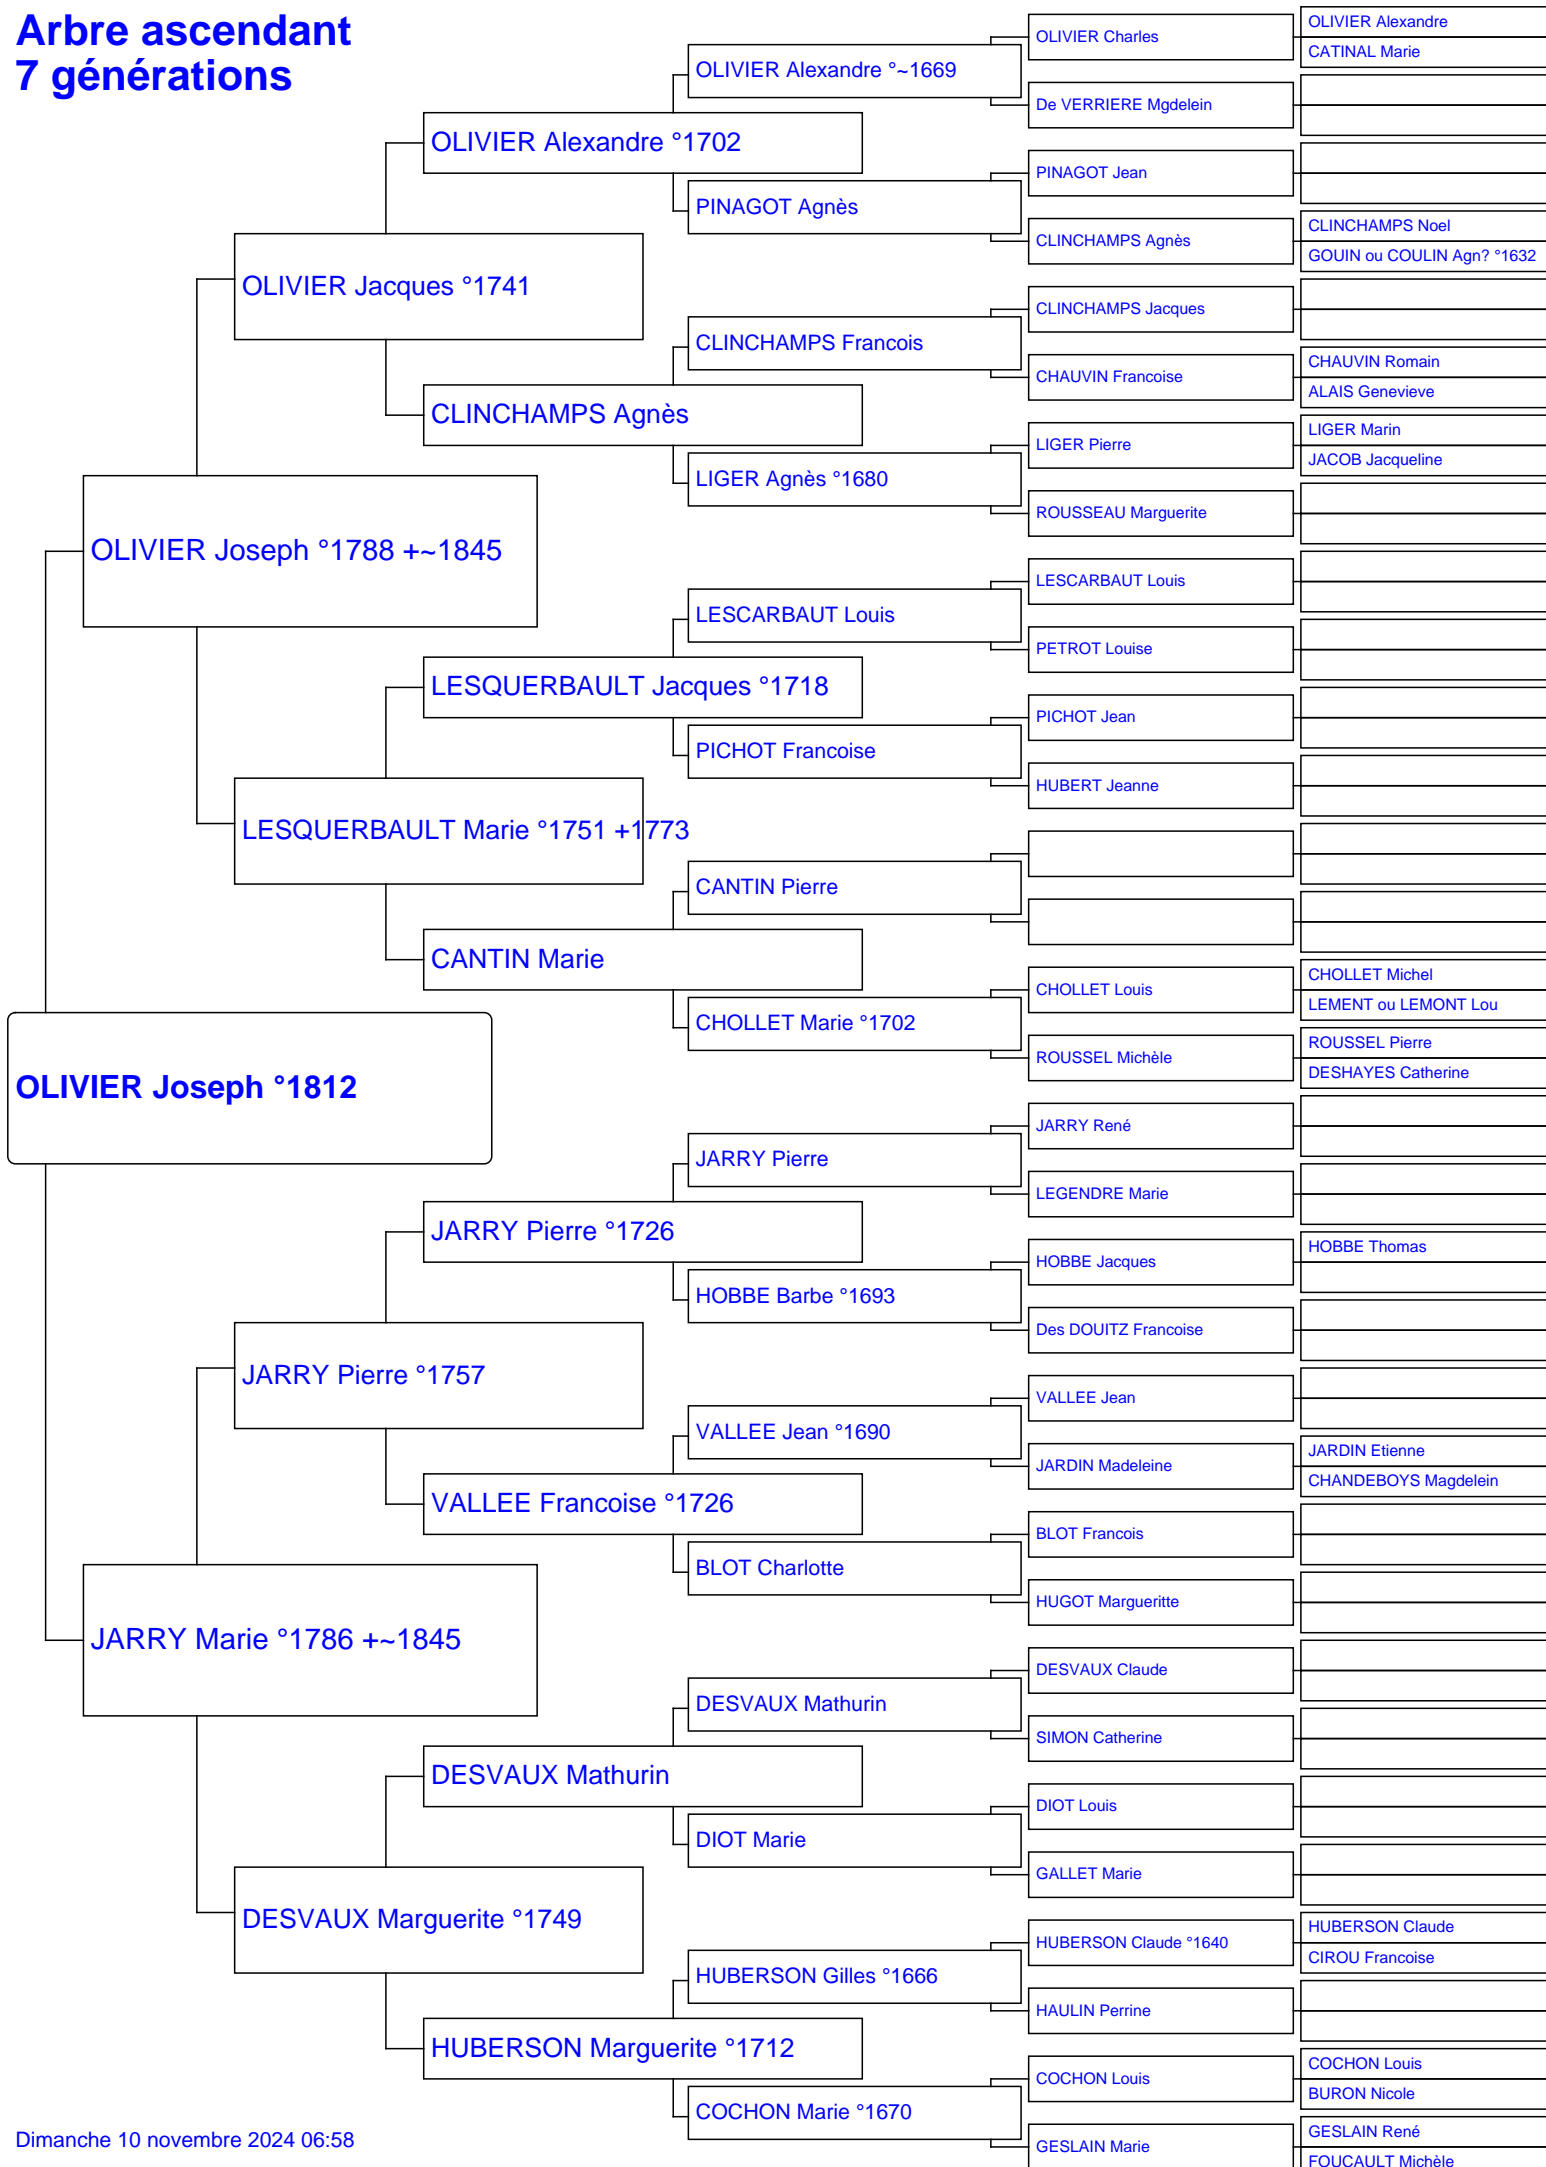 Arbre ascendant
7 générations
OLIVIER Joseph °1812
OLIVIER Joseph °1788 +~1845
JARRY Marie °1786 +~1845
OLIVIER Jacques °1741
LESQUERBAULT Marie °1751 +1773
JARRY Pierre °1757
DESVAUX Marguerite °1749
OLIVIER Alexandre °1702
CLINCHAMPS Agnès
LESQUERBAULT Jacques °1718
CANTIN Marie
JARRY Pierre °1726
VALLEE Francoise °1726
DESVAUX Mathurin
HUBERSON Marguerite °1712
OLIVIER Alexandre °~1669
PINAGOT Agnès
CLINCHAMPS Francois
LIGER Agnès °1680
LESCARBAUT Louis
PICHOT Francoise
CANTIN Pierre
CHOLLET Marie °1702
JARRY Pierre
HOBBE Barbe °1693
VALLEE Jean °1690
BLOT Charlotte
DESVAUX Mathurin
DIOT Marie
HUBERSON Gilles °1666
COCHON Marie °1670
OLIVIER Charles
De VERRIERE Mgdelein
PINAGOT Jean
CLINCHAMPS Agnès
CLINCHAMPS Jacques
CHAUVIN Francoise
LIGER Pierre
ROUSSEAU Marguerite
LESCARBAUT Louis
PETROT Louise
PICHOT Jean
HUBERT Jeanne
CHOLLET Louis
ROUSSEL Michèle
JARRY René
LEGENDRE Marie
HOBBE Jacques
Des DOUITZ Francoise
VALLEE Jean
JARDIN Madeleine
BLOT Francois
HUGOT Margueritte
DESVAUX Claude
SIMON Catherine
DIOT Louis
GALLET Marie
HUBERSON Claude °1640
HAULIN Perrine
COCHON Louis
GESLAIN Marie
OLIVIER Alexandre
CATINAL Marie
CLINCHAMPS Noel
GOUIN ou COULIN Agn? °1632
CHAUVIN Romain
ALAIS Genevieve
LIGER Marin
JACOB Jacqueline
CHOLLET Michel
LEMENT ou LEMONT Lou
ROUSSEL Pierre
DESHAYES Catherine
HOBBE Thomas
JARDIN Etienne
CHANDEBOYS Magdelein
HUBERSON Claude
CIROU Francoise
COCHON Louis
BURON Nicole
GESLAIN René
FOUCAULT Michèle
Dimanche 10 novembre 2024 06:58